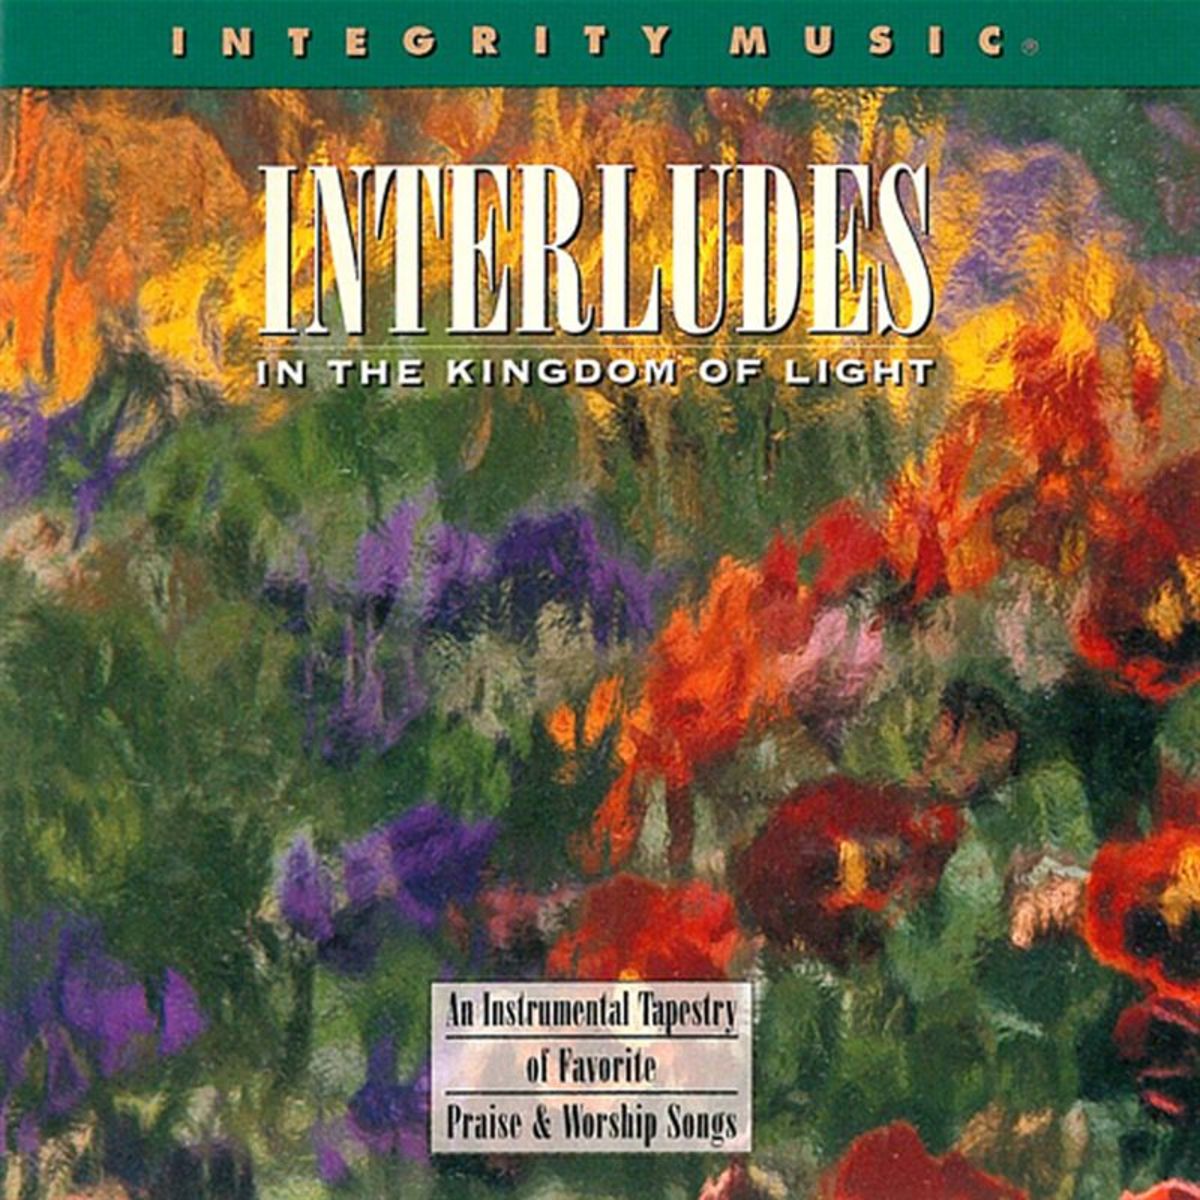 INTEGRITY MUSIC®
INTERLUDES
IN THE KINGDOM OF LIGHT
An Instrumental Tapestry
of Favorite
Praise & Worship Songs